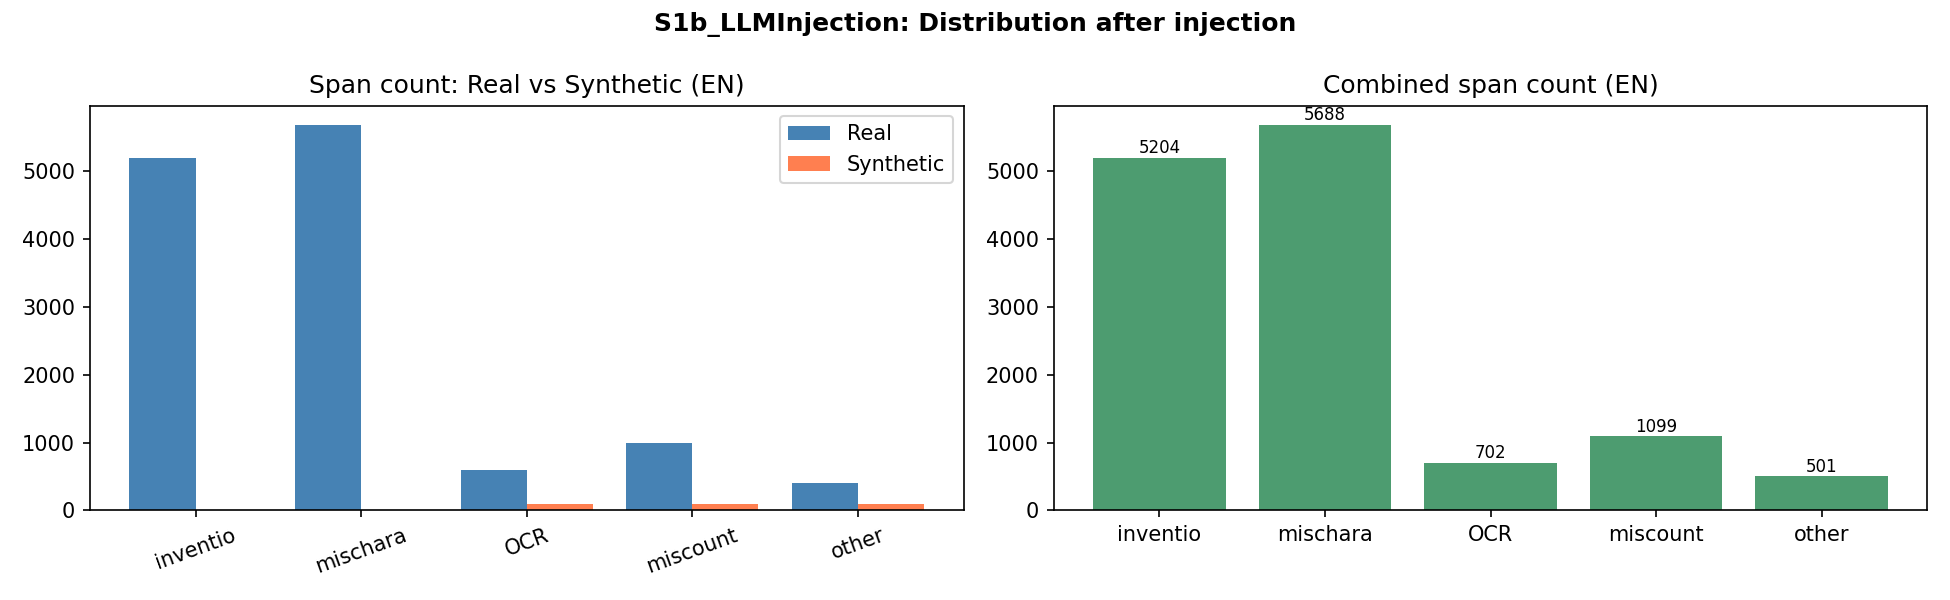 S1b_LLMInjection: Distribution after injection
Span count: Real vs Synthetic (EN)
Real
Synthetic
5000
4000
3000
2000
1000
0
inventio
mischara
OCR
miscount
other
Combined span count (EN)
5000
4000
3000
2000
1000
0
5204
5688
702
1099
501
inventio
mischara
OCR
miscount
other